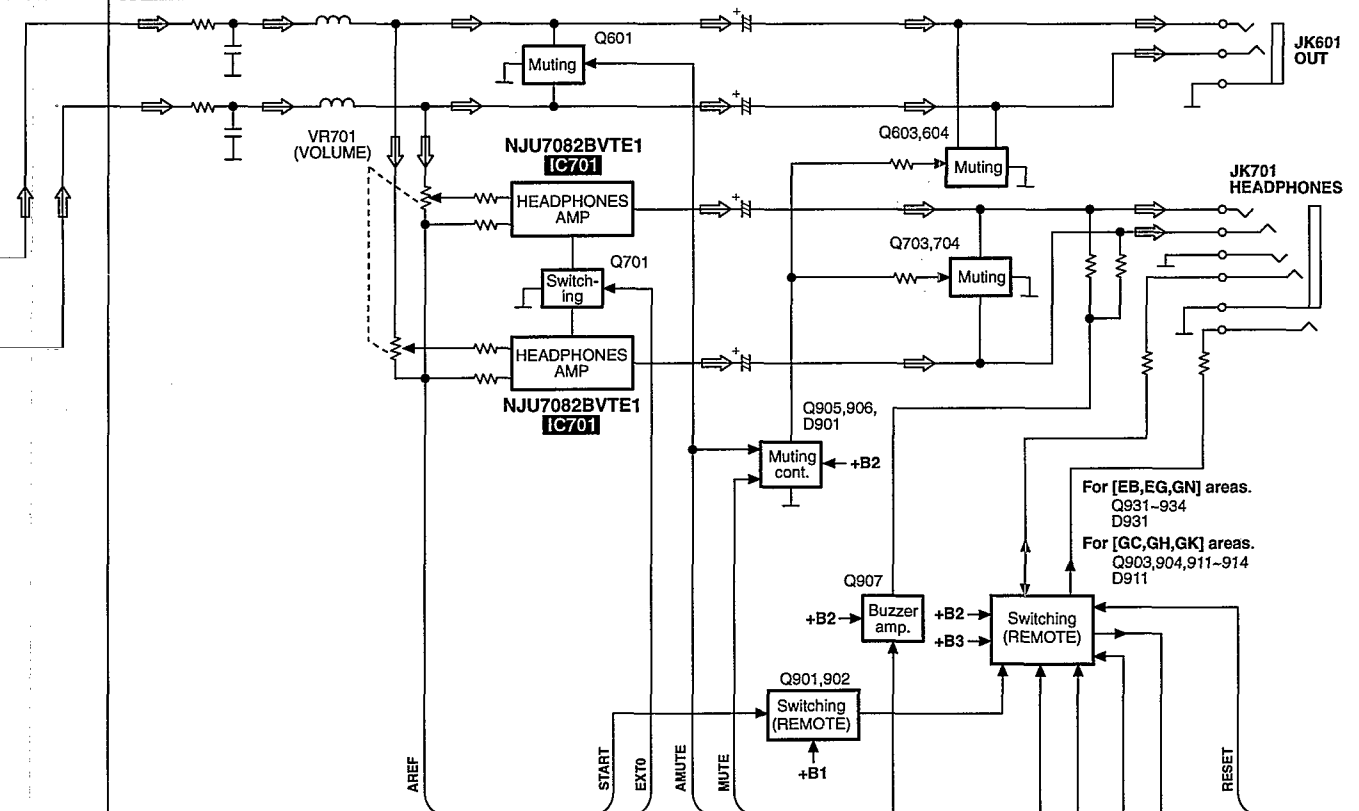 Q601
Muting
JK601
OUT
VR701
(VOLUME)
NJU7082BVTE1
IC701
Q603,604
Muting
JK701
HEADPHONES
HEADPHONES
AMP
Q701
Switch-
ing
Q703,704
Muting
HEADPHONES
AMP
NJU7082BVTE1
IC701
Q905,906,
D901
Muting
cont.
+B2
For [EB,EG,GN] areas.
Q931~934
D931
For [GC,GH,GK] areas.
Q903,904,911~914
D911
Q907
+B2
Buzzer
amp.
+B2
+B3
Switching
(REMOTE)
Q901,902
Switching
(REMOTE)
+B1
AREF
START
EXT0
AMUTE
MUTE
RESET